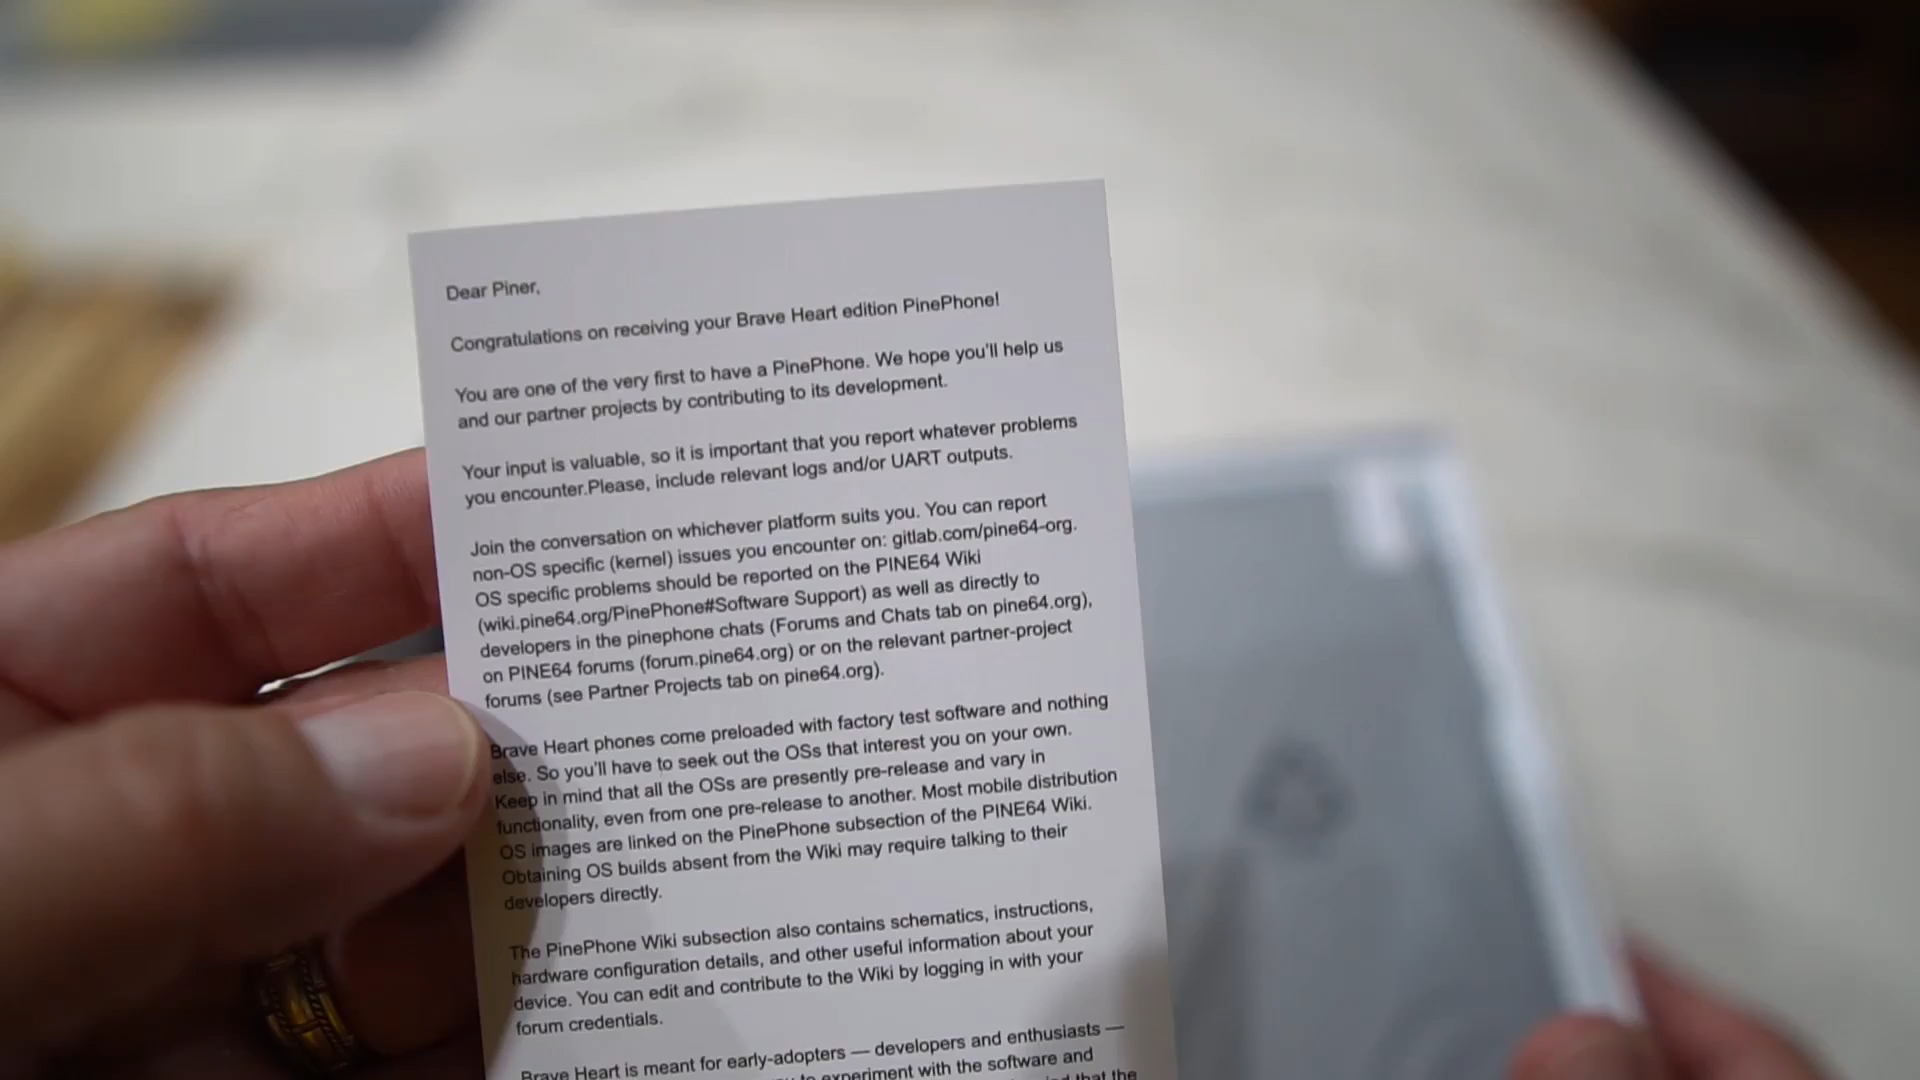 Dear Piner,
Congratulations on receiving your Brave Heart edition PinePhone!
You are one of the very first to have a PinePhone. We hope you'll help us
and our partner projects by contributing to its development.
Your input is valuable, so it is important that you report whatever problems
you encounter.Please, include relevant logs and/or UART outputs.
Join the conversation on whichever platform suits you. You can report
non-OS specific (kernel) issues you encounter on: gitlab.com/pine64-org.
OS specific problems should be reported on the PINE64 Wiki
(wiki.pine64.org/PinePhone#Software Support) as well as directly to
developers in the pinephone chats (Forums and Chats tab on pine64.org),
on PINE64 forums (forum.pine64.org) or on the relevant partner-project
forums (see Partner Projects tab on pine64.org).
Brave Heart phones come preloaded with factory test software and nothing
else. So you'll have to seek out the OSs that interest you on your own.
Keep in mind that all the OSs are presently pre-release and vary in
functionality, even from one pre-release to another. Most mobile distribution
OS images are linked on the PinePhone subsection of the PINE64 Wiki.
Obtaining OS builds absent from the Wiki may require talking to their
developers directly.
The PinePhone Wiki subsection also contains schematics, instructions,
hardware configuration details, and other useful information about your
device. You can edit and contribute to the Wiki by logging in with your
forum credentials.
Brave Heart is meant for early-adopters — developers and enthusiasts —
to experiment with the software and
that the